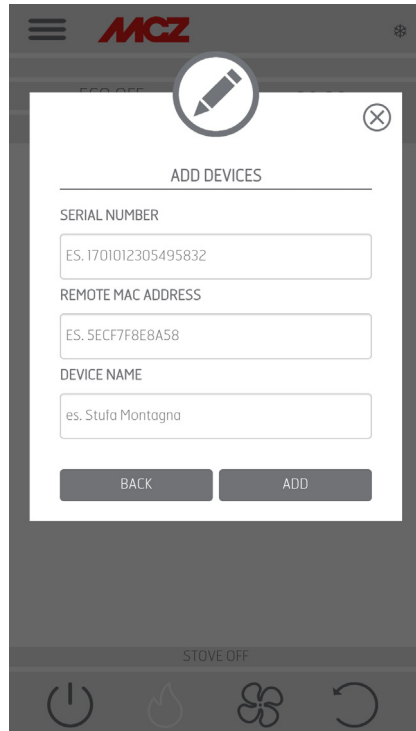 MCZ
ADD DEVICES
SERIAL NUMBER
ES. 1701012305495832
REMOTE MAC ADDRESS
ES. 5ECF7F8E8A58
DEVICE NAME
es. Stufa Montagna
BACK ADD
STOVE OFF